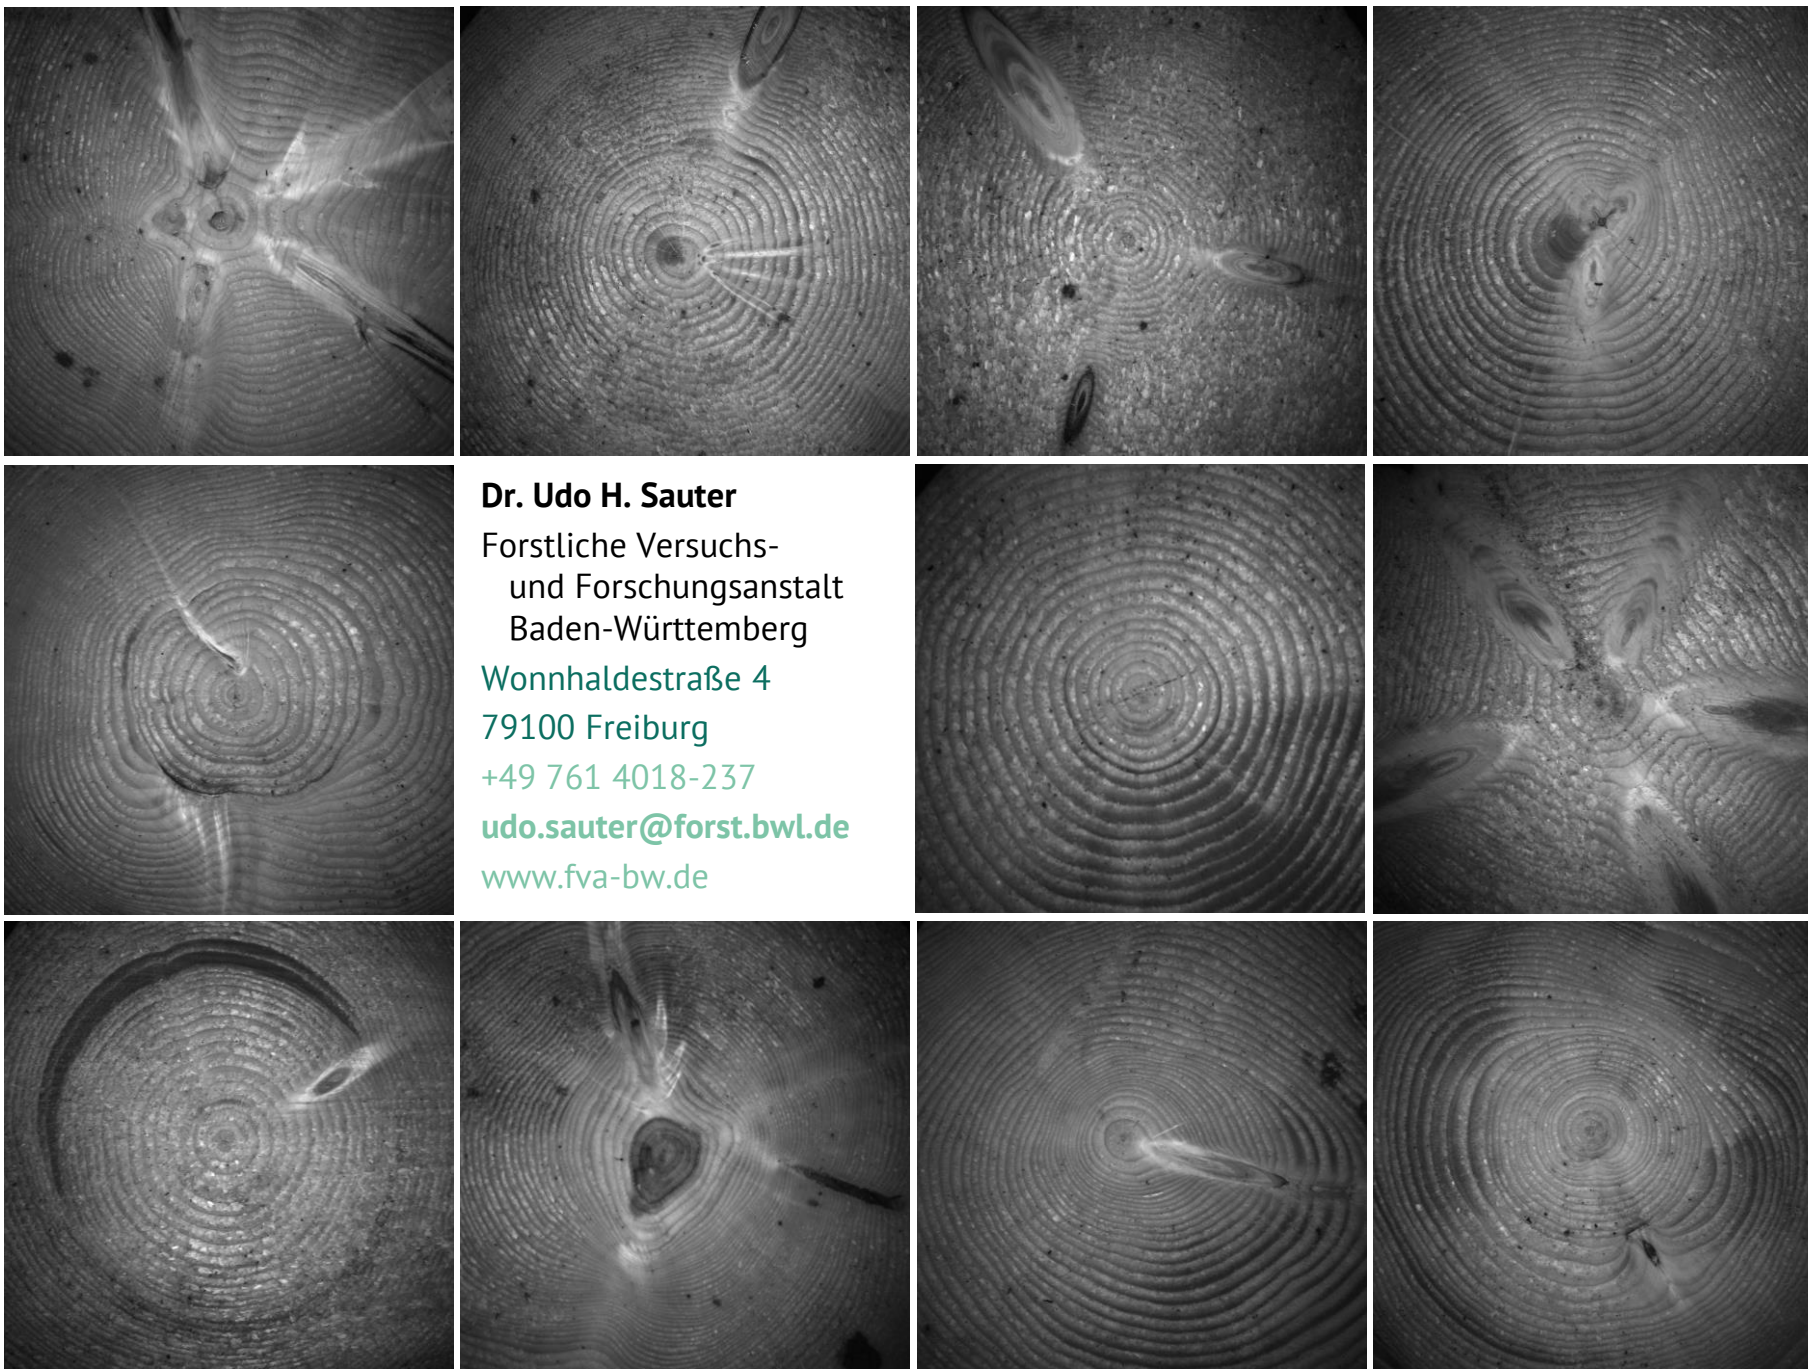 Dr. Udo H. Sauter
Forstliche Versuchs-
und Forschungsanstalt
Baden-Württemberg
Wonnhaldestraße 4
79100 Freiburg
+49 761 4018-237
udo.sauter@forst.bwl.de
www.fva-bw.de